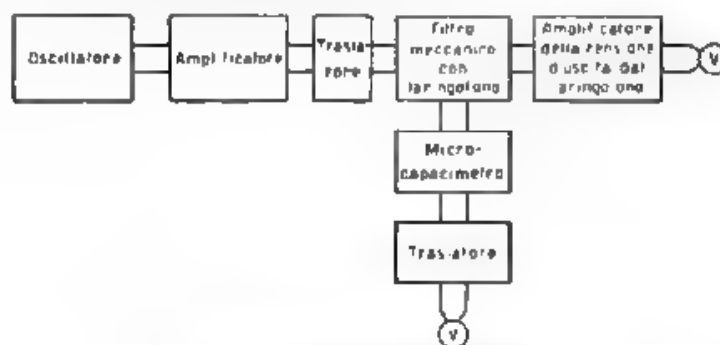 Oscillatore
Amplificatore
Trasla-
tore
Filtro
meccanico
con
laringofono
Amplificatore
della tensione
d'uscita dal
laringofono
V
Micro-
capacimetro
Traslatore
V